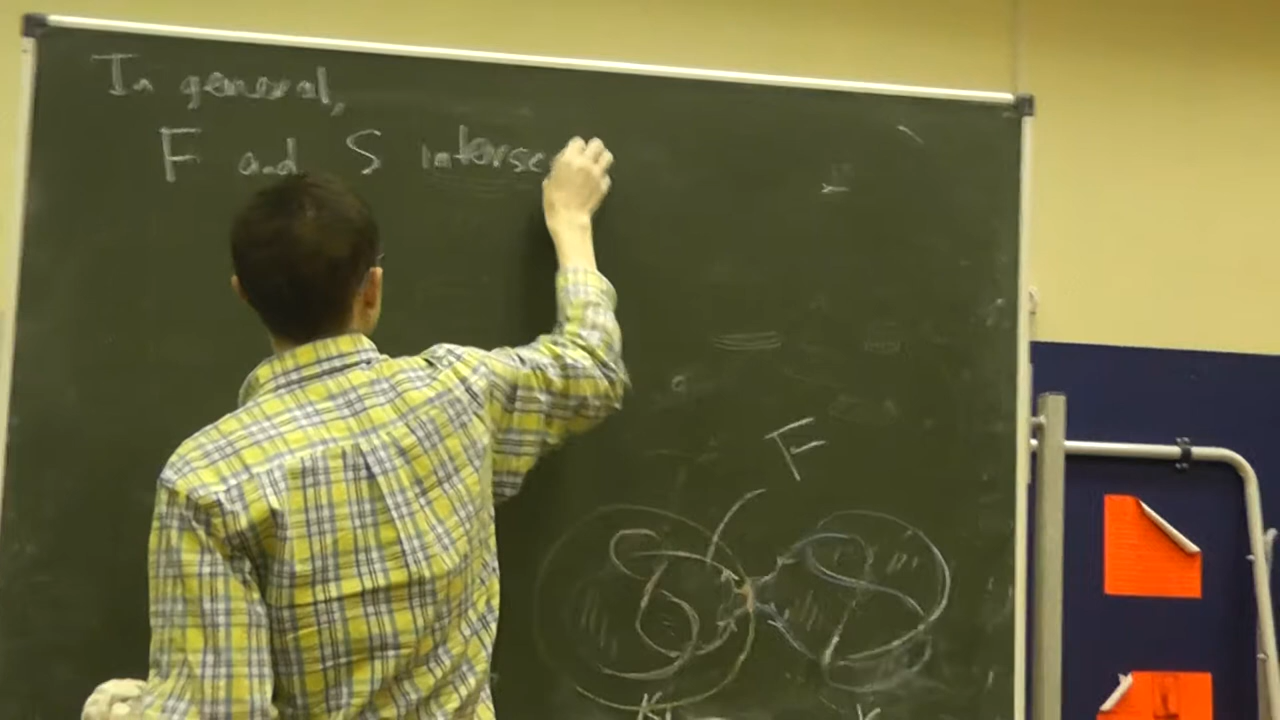 In general,
F and S interse
F
K
K